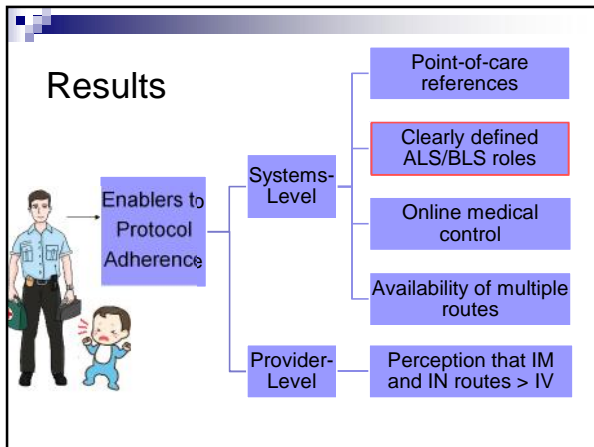 Results
Enablers to
Protocol
Adherence
Systems-
Level
Point-of-care
references
Clearly defined
ALS/BLS roles
Online medical
control
Availability of multiple
routes
Provider-
Level
Perception that IM
and IN routes > IV